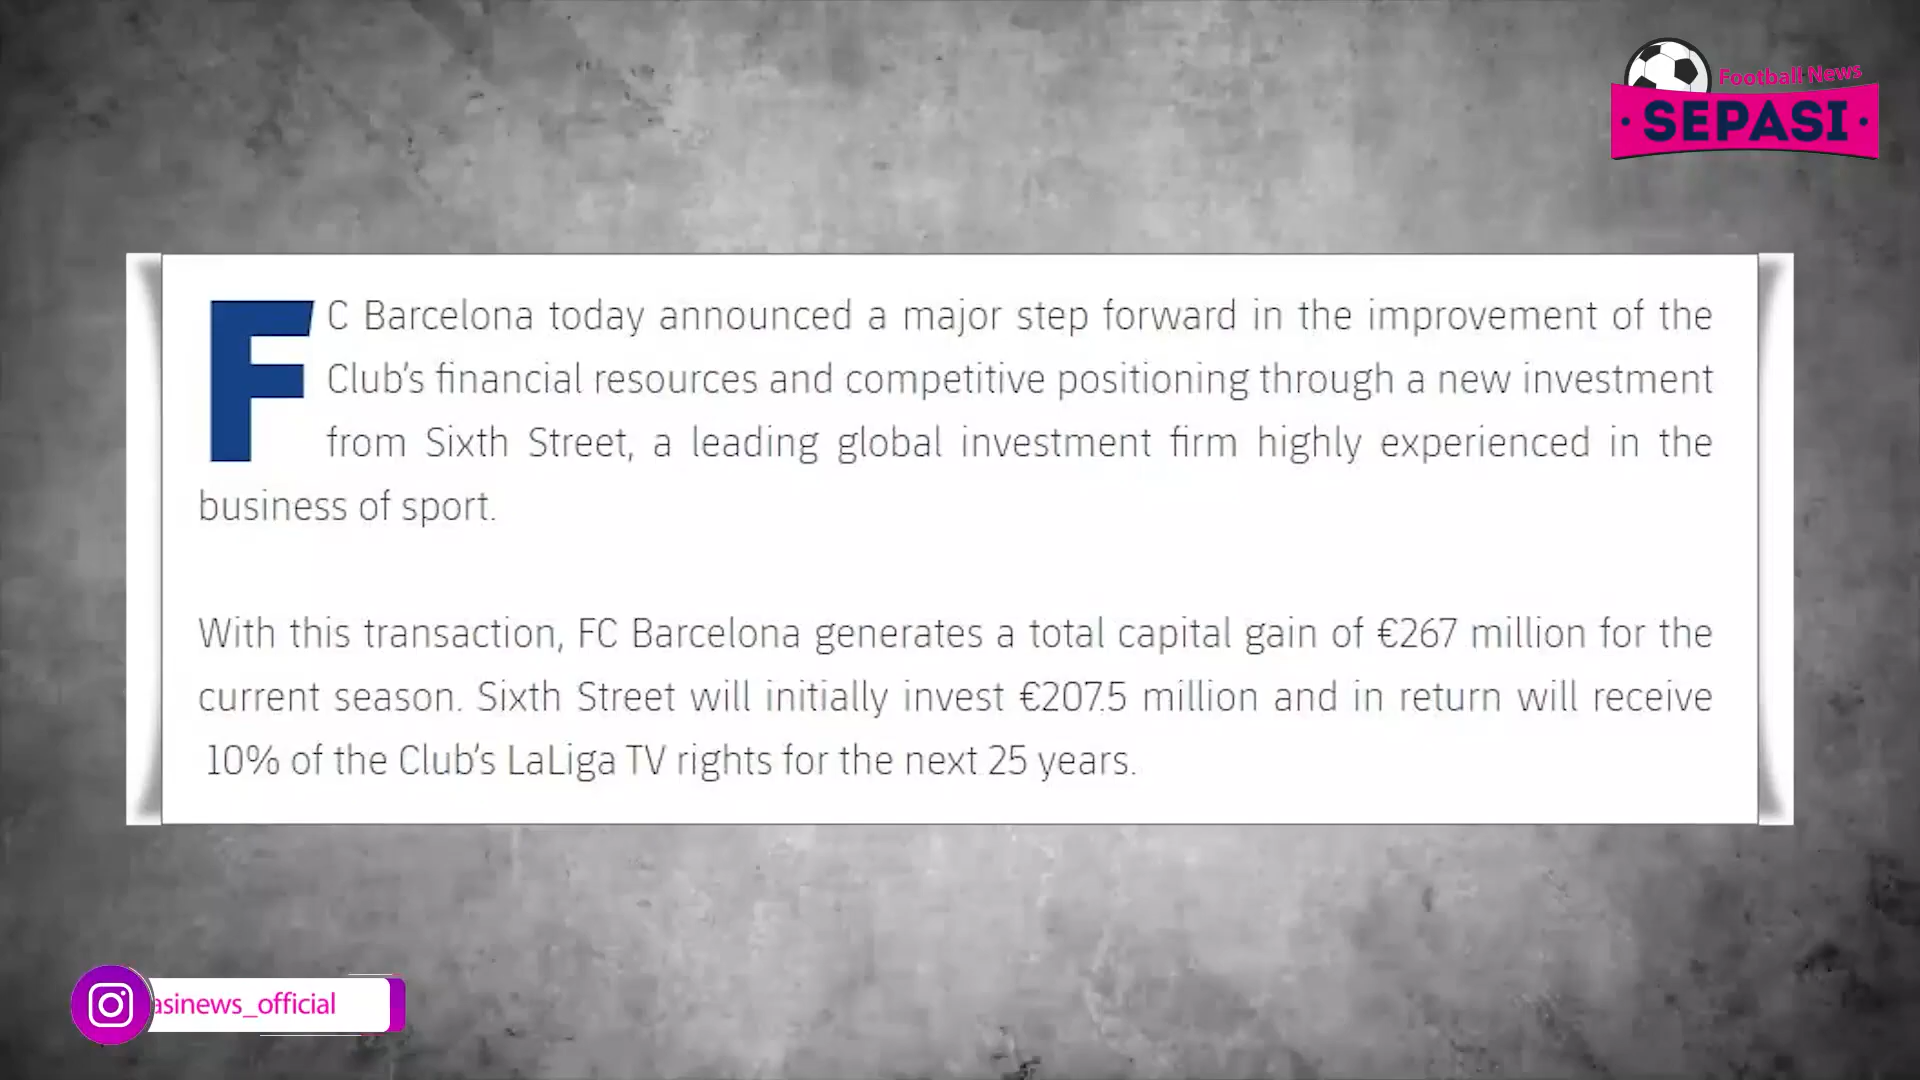 Football News
SEPASI
FC Barcelona today announced a major step forward in the improvement of the
Club's financial resources and competitive positioning through a new investment
from Sixth Street, a leading global investment firm highly experienced in the
business of sport.
With this transaction, FC Barcelona generates a total capital gain of €267 million for the
current season. Sixth Street will initially invest €207.5 million and in return will receive
10% of the Club's LaLiga TV rights for the next 25 years.
asinews_official